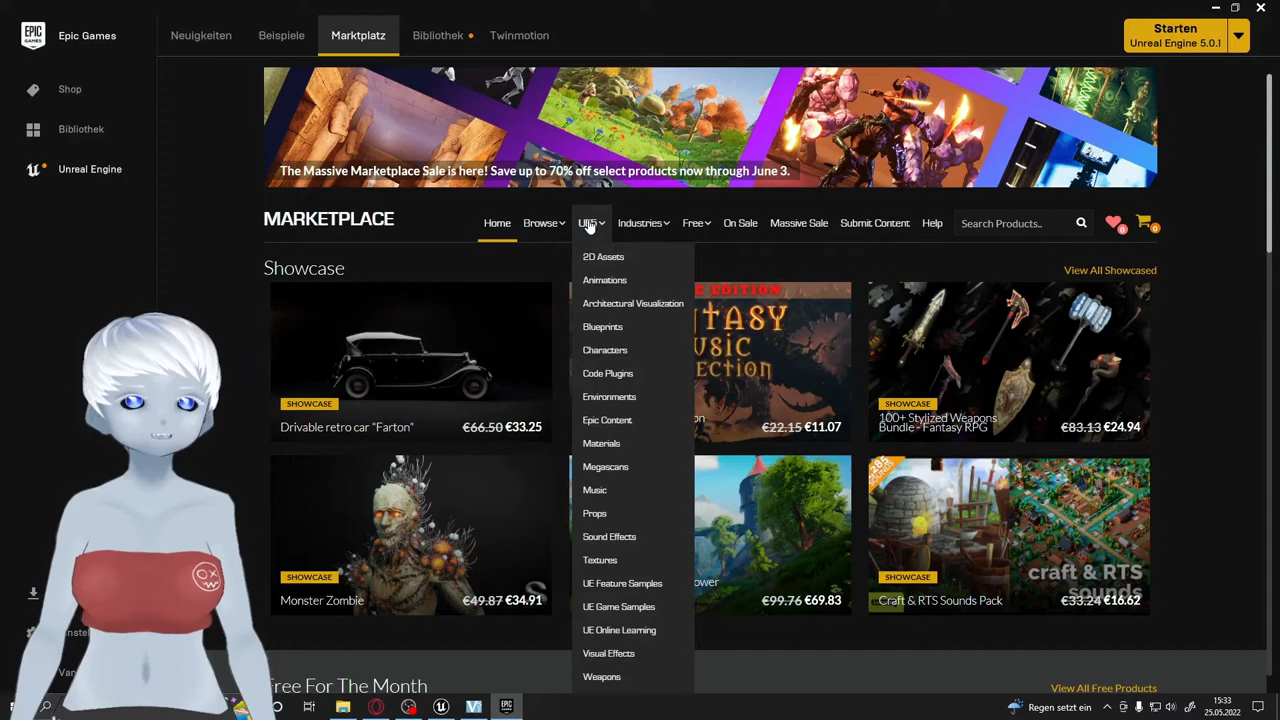 EPIC GAMES
Epic Games
Neuigkeiten
Beispiele
Marktplatz
Bibliothek
Twinmotion
Starten
Unreal Engine 5.0.1
Shop
Bibliothek
Unreal Engine
The Massive Marketplace Sale is here! Save up to 70% off select products now through June 3.
MARKETPLACE
Home
Browse
Industries
Free
On Sale
Massive Sale
Submit Content
Help
Search Products..
0
0
Showcase
View All Showcased
2D Assets
Animations
Architectural Visualization
Blueprints
Characters
Code Plugins
Environments
Epic Content
Materials
Megascans
Music
Props
Sound Effects
Textures
UE Feature Samples
UE Game Samples
UE Online Learning
Visual Effects
Weapons
SHOWCASE
Drivable retro car "Farton"
€66.50 €33.25
EDITION
€22.15 €11.07
SHOWCASE
100+ Stylized Weapons
Bundle - Fantasy RPG
€83.13 €24.94
SHOWCASE
Monster Zombie
€49.87 €34.91
€99.76 €69.83
285
SOUNDS
craft & RTS
sounds
SHOWCASE
Craft & RTS Sounds Pack
€33.24 €16.62
Free For The Month
View All Free Products
Regen setzt ein
15:33
25.05.2022